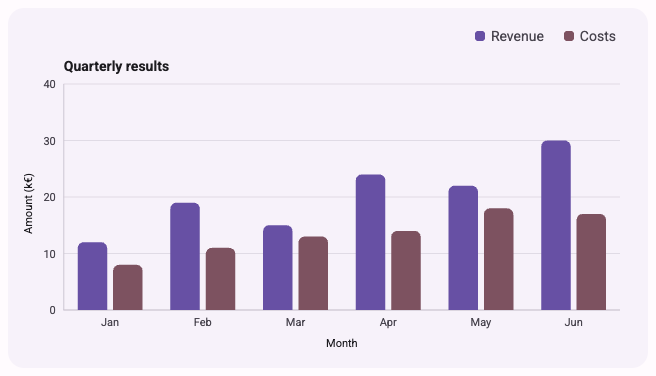 Revenue Costs
Quarterly results
40
30
20
10
0
Amount (k€)
Jan Feb Mar Apr May Jun
Month